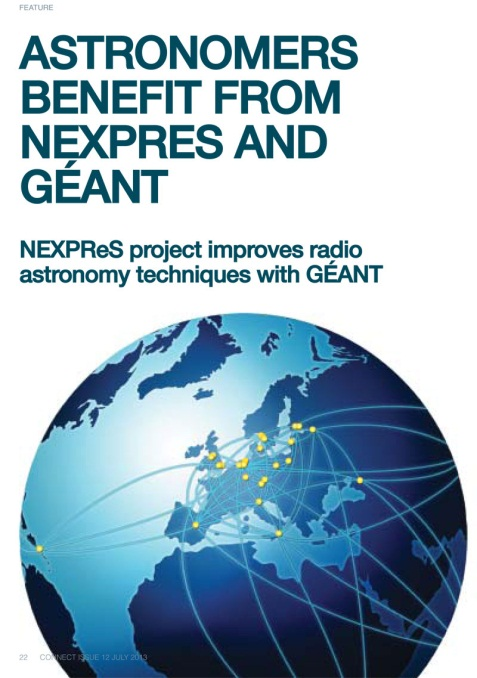 FEATURE
ASTRONOMERS
BENEFIT FROM
NEXPRES AND
GÉANT
NEXPReS project improves radio
astronomy techniques with GÉANT
22 CONNECT ISSUE 12 JULY 2013